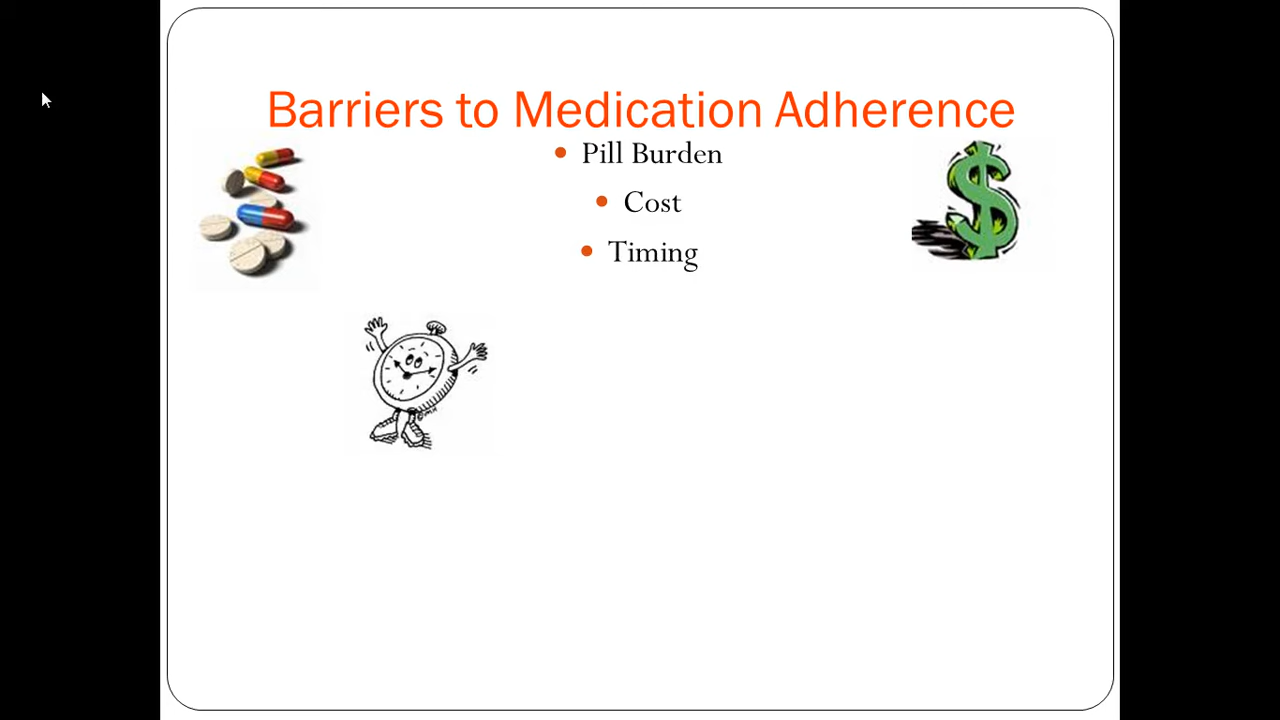 Barriers to Medication Adherence
• Pill Burden
• Cost
• Timing